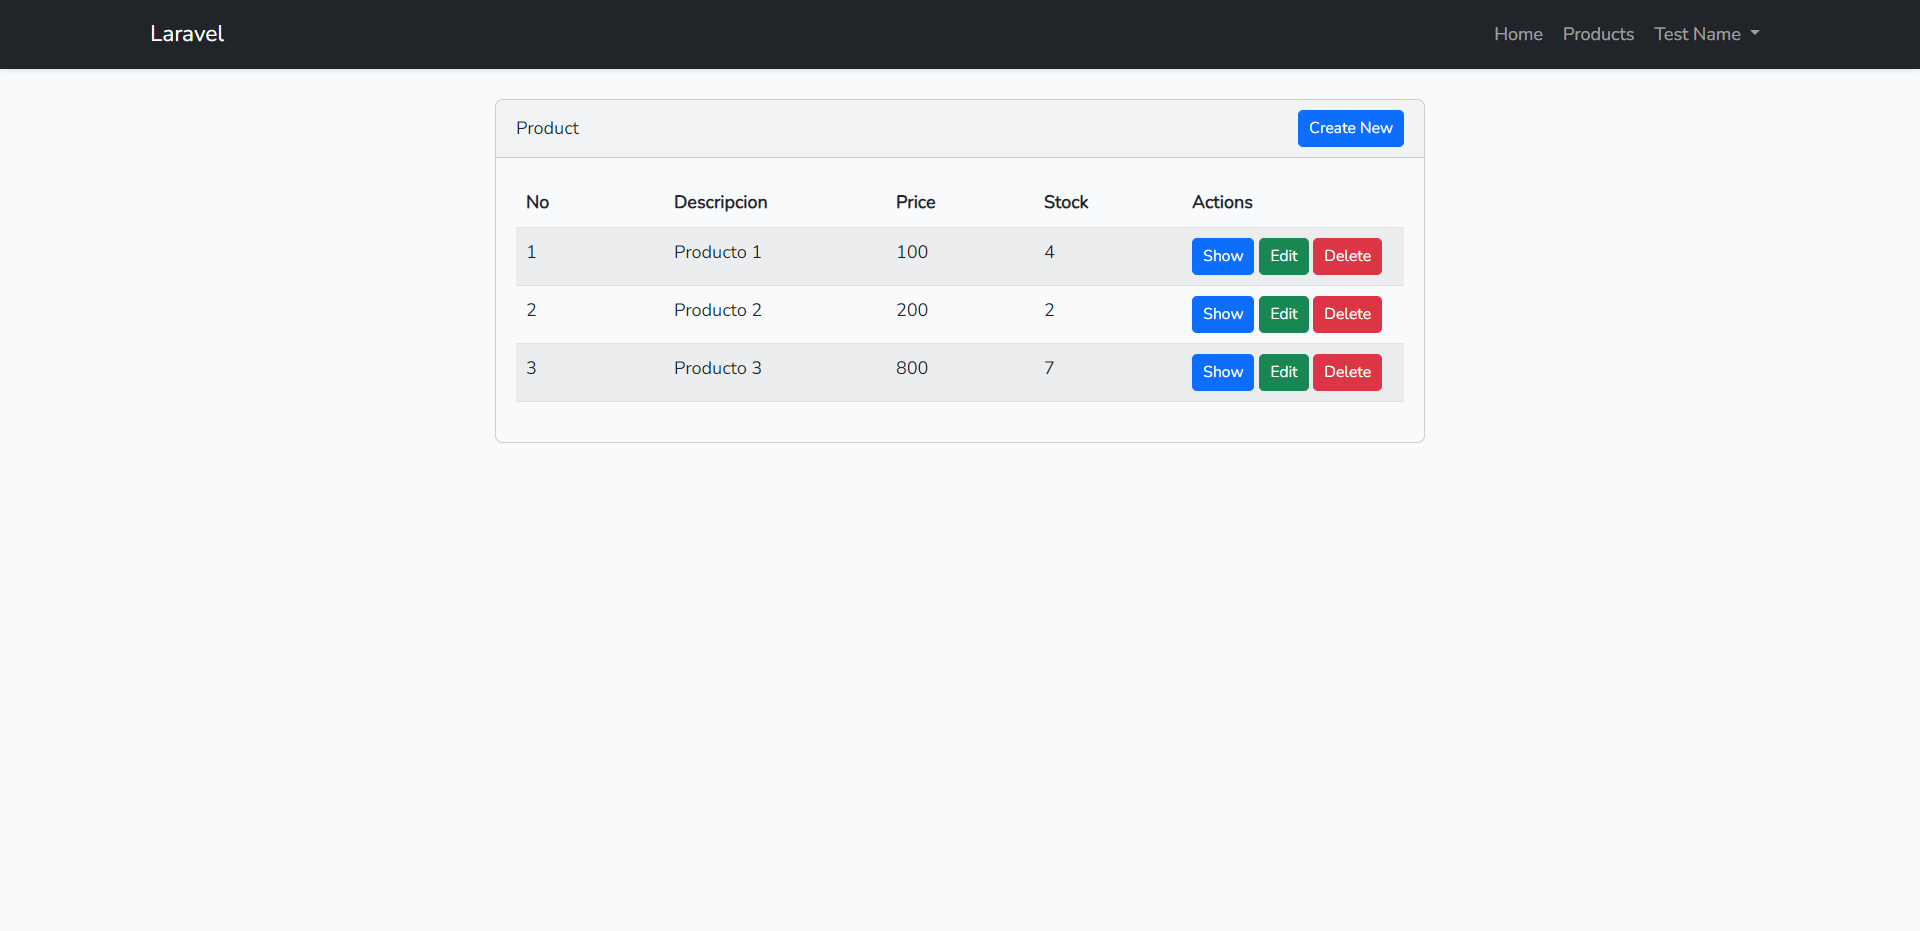 Laravel Home Products Test Name
Product Create New
No Descripcion Price Stock Actions
1 Producto 1 100 4 Show Edit Delete
2 Producto 2 200 2 Show Edit Delete
3 Producto 3 800 7 Show Edit Delete